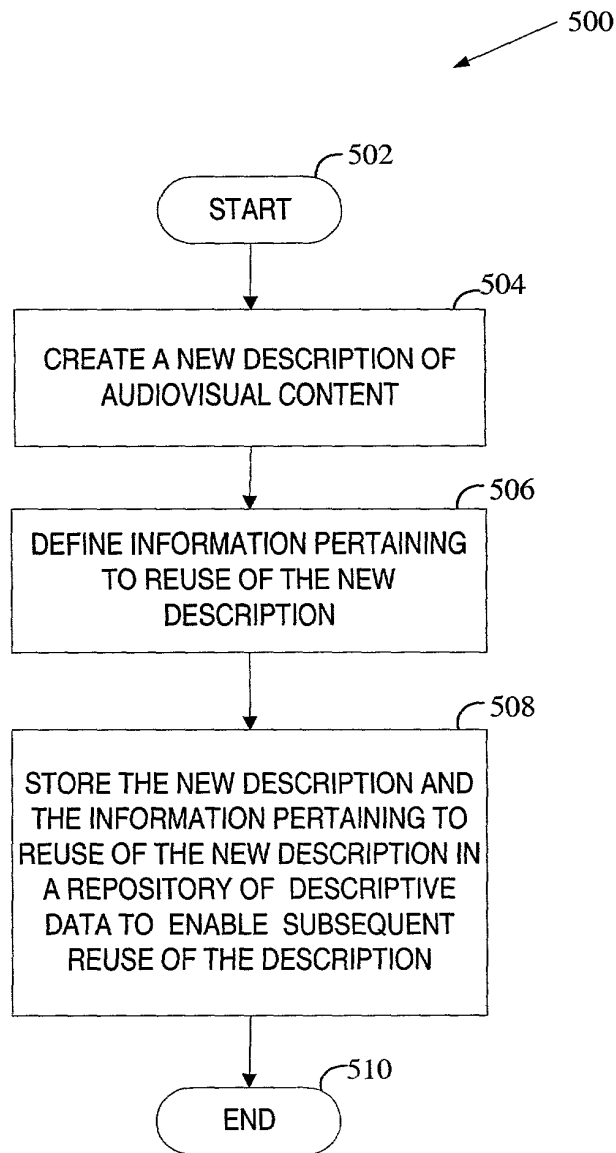 500
502
START
504
CREATE A NEW DESCRIPTION OF
AUDIOVISUAL CONTENT
506
DEFINE INFORMATION PERTAINING
TO REUSE OF THE NEW
DESCRIPTION
508
STORE THE NEW DESCRIPTION AND
THE INFORMATION PERTAINING TO
REUSE OF THE NEW DESCRIPTION IN
A REPOSITORY OF DESCRIPTIVE
DATA TO ENABLE SUBSEQUENT
REUSE OF THE DESCRIPTION
510
END